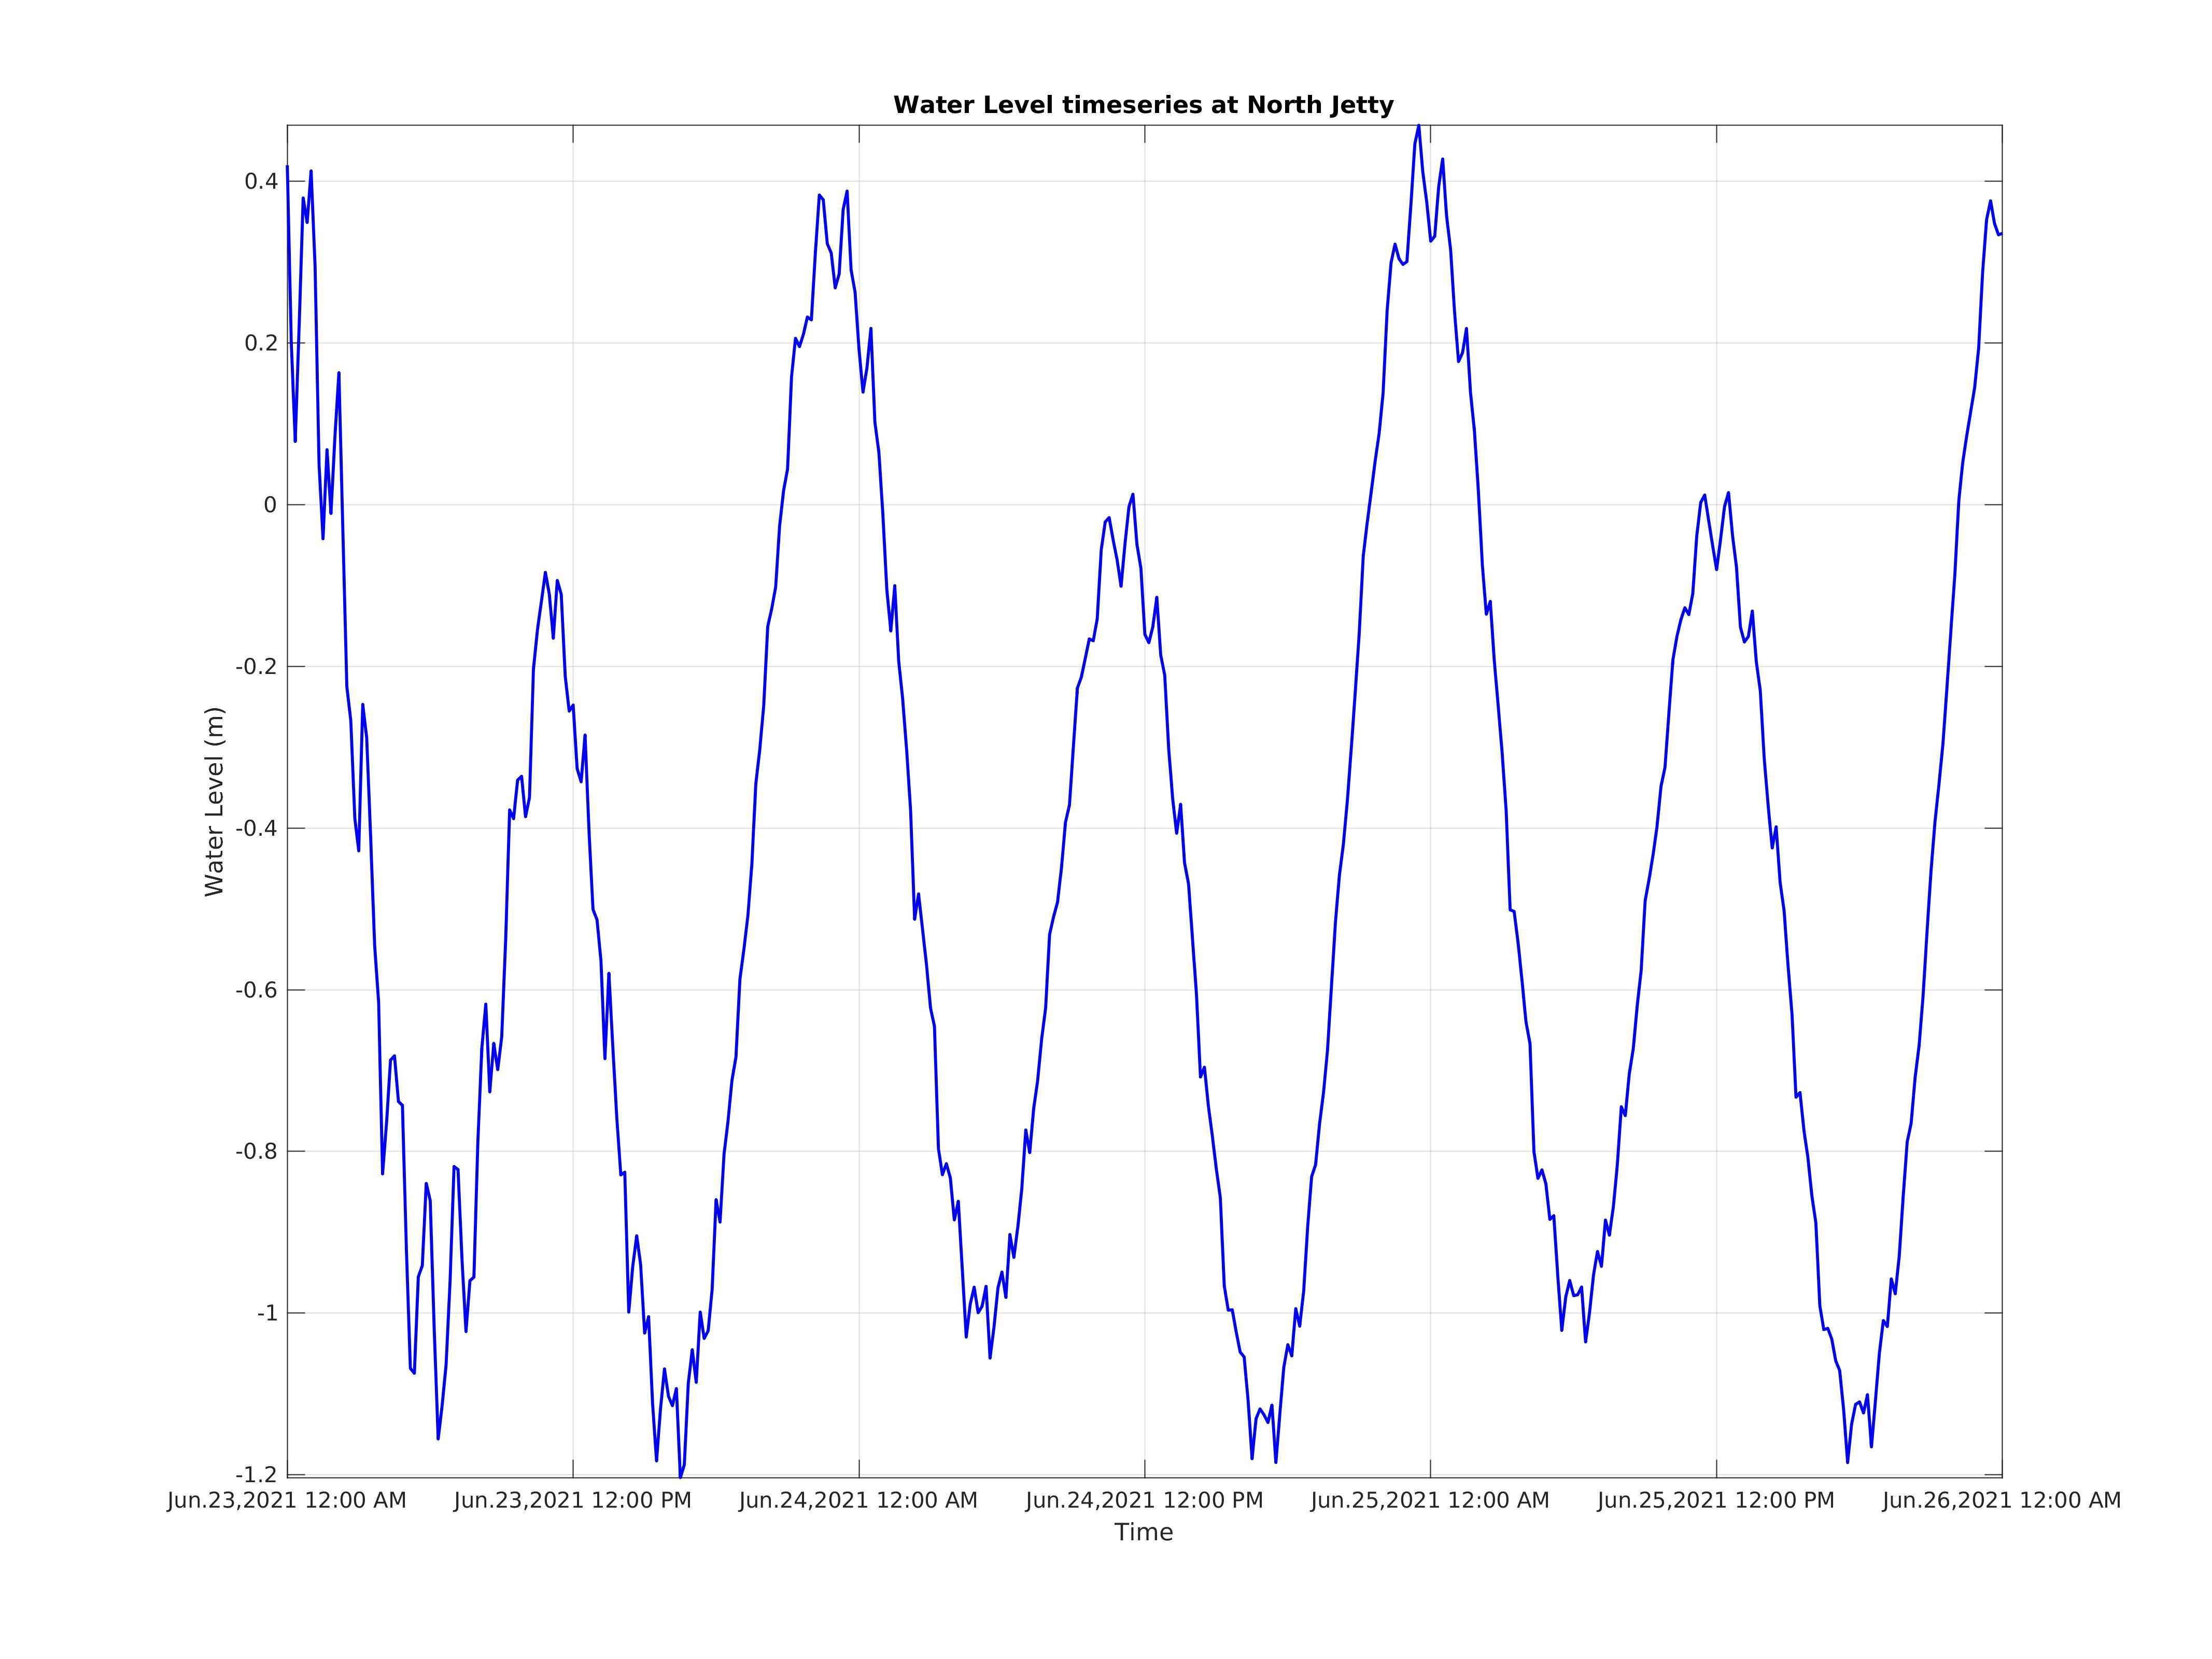 Water Level timeseries at North Jetty
0.4
0.2
0
-0.2
-0.4
-0.6
-0.8
-1
-1.2
Water Level (m)
Jun.23,2021 12:00 AM Jun.23,2021 12:00 PM Jun.24,2021 12:00 AM Jun.24,2021 12:00 PM Jun.25,2021 12:00 AM Jun.25,2021 12:00 PM Jun.26,2021 12:00 AM
Time